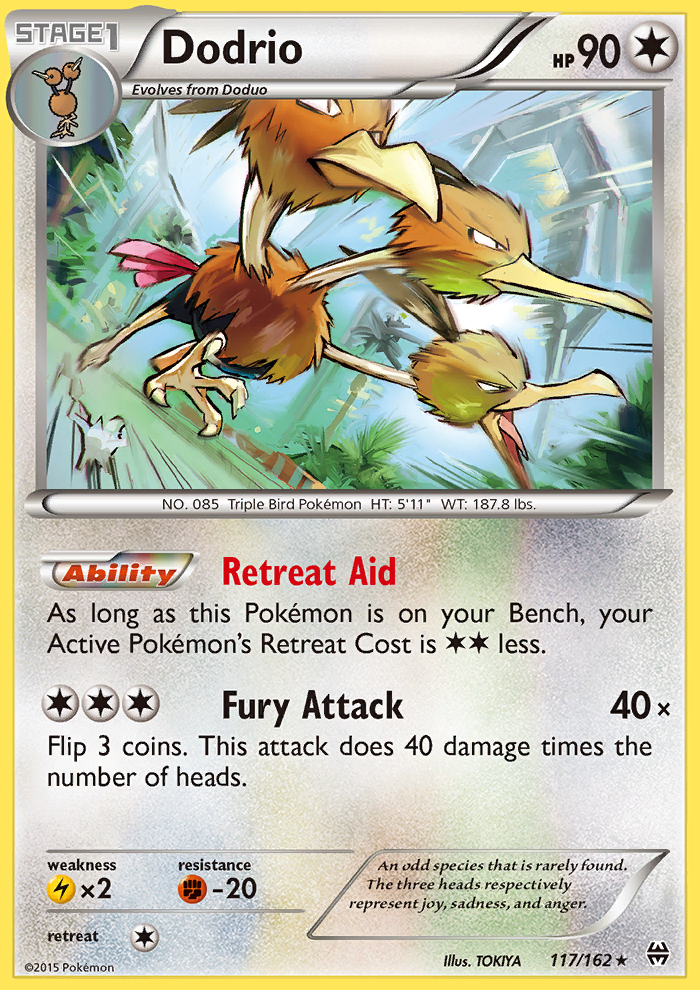 STAGE1
Dodrio
HP 90
Evolves from Doduo
NO. 085 Triple Bird Pokémon HT: 5'11" WT: 187.8 lbs.
Ability Retreat Aid
As long as this Pokémon is on your Bench, your
Active Pokémon's Retreat Cost is ✶✶ less.
Fury Attack 40×
Flip 3 coins. This attack does 40 damage times the
number of heads.
weakness resistance
×2 -20
retreat
An odd species that is rarely found.
The three heads respectively
represent joy, sadness, and anger.
©2015 Pokémon
Illus. TOKIYA 117/162 ★